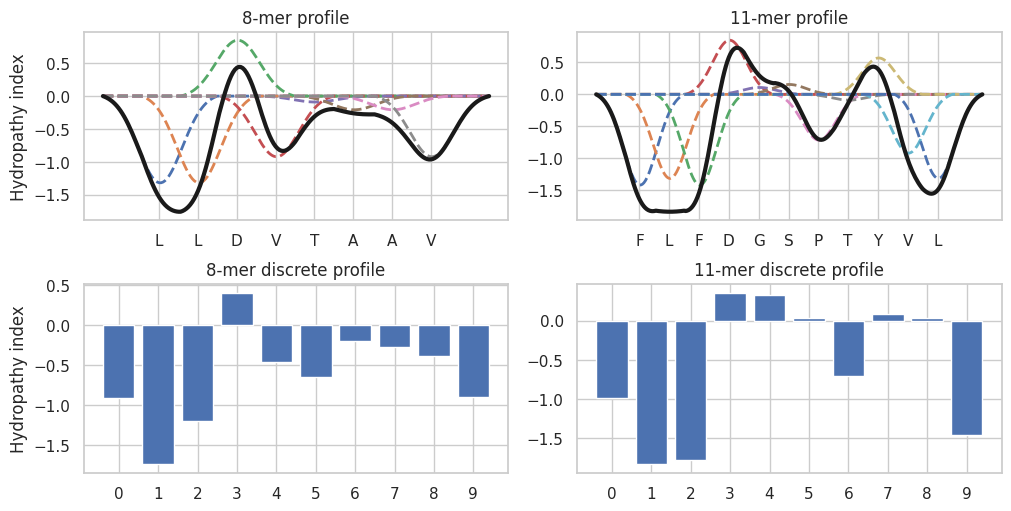 8-mer profile
Hydropathy index
0.5
0.0
−0.5
−1.0
−1.5
L L D V T A A V
11-mer profile
0.5
0.0
−0.5
−1.0
−1.5
F L F D G S P T Y V L
8-mer discrete profile
Hydropathy index
0.5
0.0
−0.5
−1.0
−1.5
0 1 2 3 4 5 6 7 8 9
11-mer discrete profile
0.0
−0.5
−1.0
−1.5
0 1 2 3 4 5 6 7 8 9